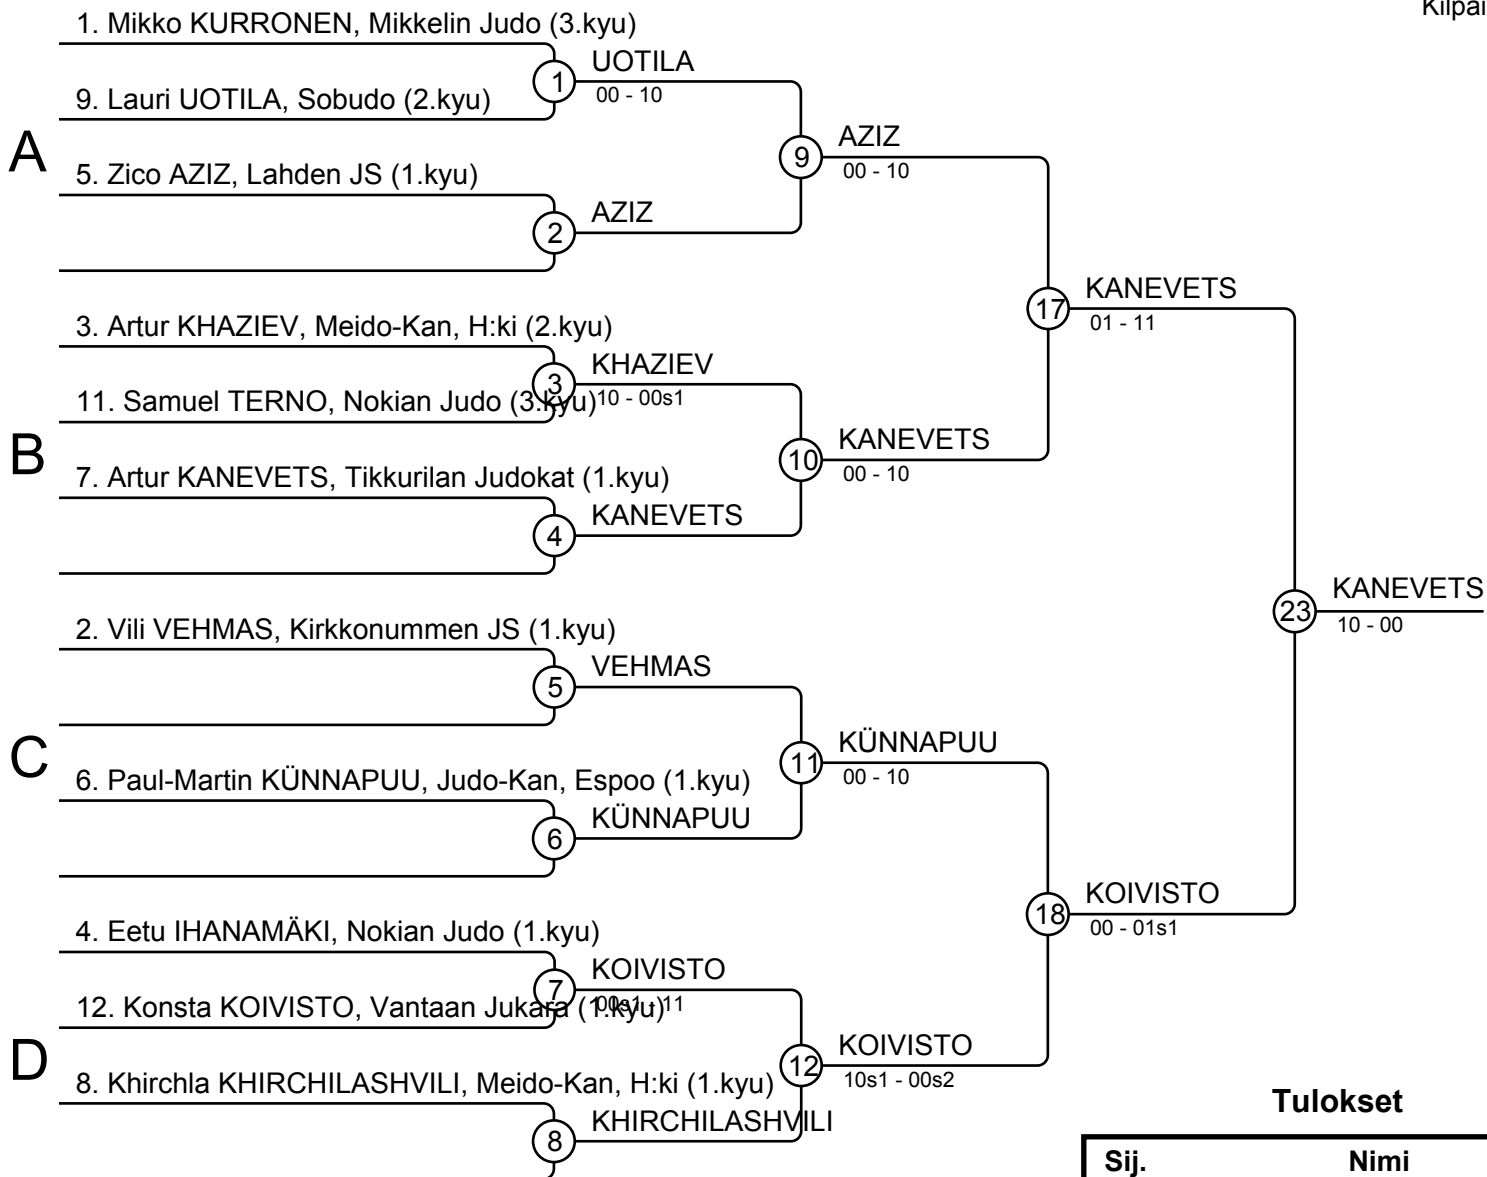 Kilpai
1. Mikko KURRONEN, Mikkelin Judo (3.kyu)
1
UOTILA
00 - 10
9. Lauri UOTILA, Sobudo (2.kyu)
A
9
AZIZ
00 - 10
5. Zico AZIZ, Lahden JS (1.kyu)
2
AZIZ
17
KANEVETS
01 - 11
3. Artur KHAZIEV, Meido-Kan, H:ki (2.kyu)
3
KHAZIEV
10 - 00s1
11. Samuel TERNO, Nokian Judo (3.kyu)
B
10
KANEVETS
00 - 10
7. Artur KANEVETS, Tikkurilan Judokat (1.kyu)
4
KANEVETS
23
KANEVETS
10 - 00
2. Vili VEHMAS, Kirkkonummen JS (1.kyu)
5
VEHMAS
C
11
KÜNNAPUU
00 - 10
6. Paul-Martin KÜNNAPUU, Judo-Kan, Espoo (1.kyu)
6
KÜNNAPUU
18
KOIVISTO
00 - 01s1
4. Eetu IHANAMÄKI, Nokian Judo (1.kyu)
7
KOIVISTO
00s1 - 11
12. Konsta KOIVISTO, Vantaan Jukara (1.kyu)
D
12
KOIVISTO
10s1 - 00s2
8. Khirchla KHIRCHILASHVILI, Meido-Kan, H:ki (1.kyu)
8
KHIRCHILASHVILI
Tulokset
Sij. Nimi